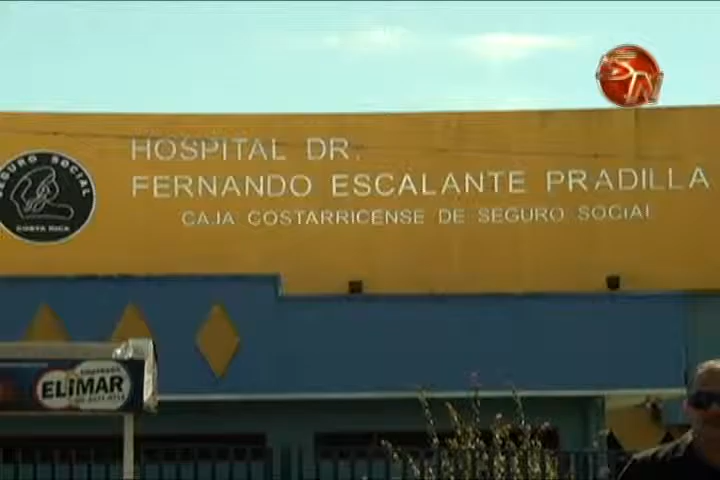 HOSPITAL DR.
FERNANDO ESCALANTE PRADILLA
CAJA COSTARRICENSE DE SEGURO SOCIAL
SEGURO SOCIAL
COSTA RICA
ELIMAR